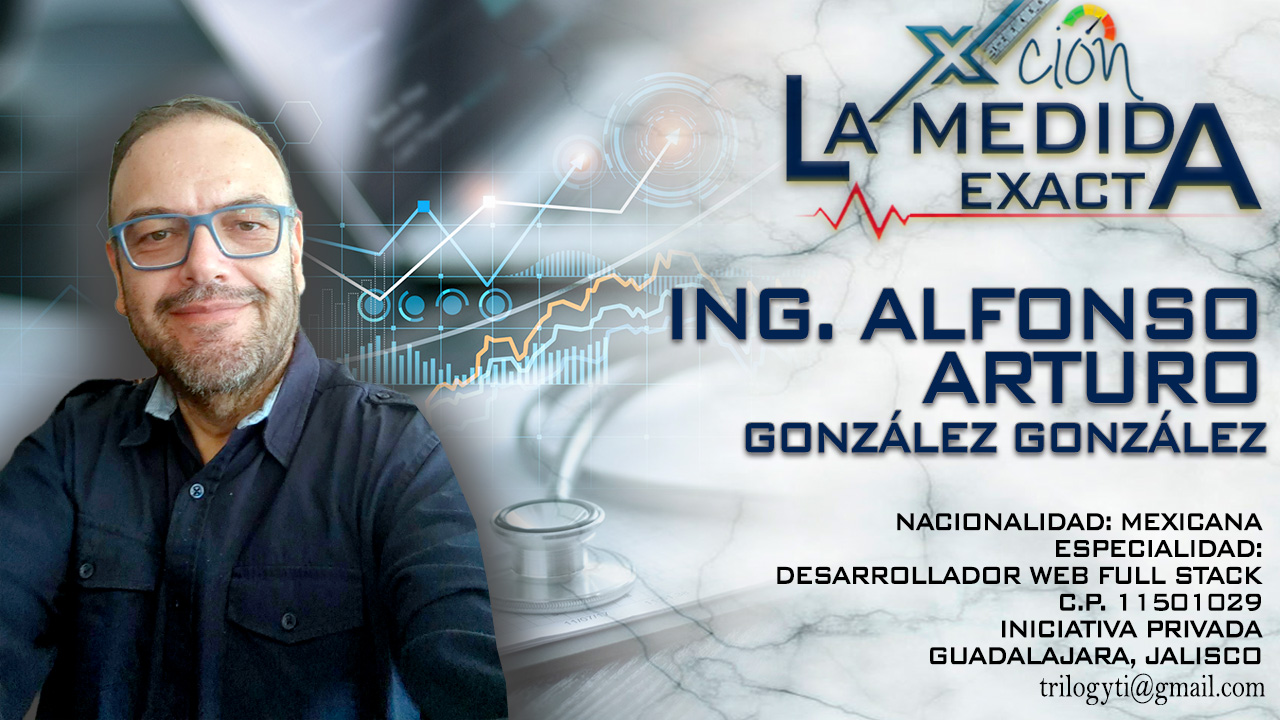 Xción
LA MEDIDA
EXACTA
ING. ALFONSO
ARTURO
GONZÁLEZ GONZÁLEZ
NACIONALIDAD: MEXICANA
ESPECIALIDAD:
DESARROLLADOR WEB FULL STACK
C.P. 11501029
INICIATIVA PRIVADA
GUADALAJARA, JALISCO
trilogyti@gmail.com